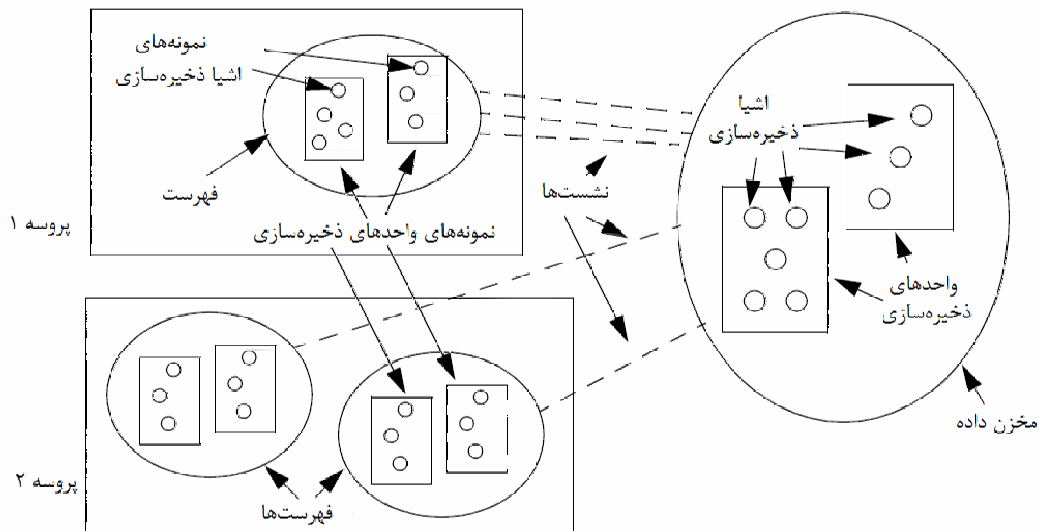 نمونه‌های
اشیا ذخیره‌سازی
فهرست
پروسه ۱
نمونه‌های واحدهای ذخیره‌سازی
نشست‌ها
اشیا
ذخیره‌سازی
واحدهای
ذخیره‌سازی
مخزن داده
فهرست‌ها
پروسه ۲